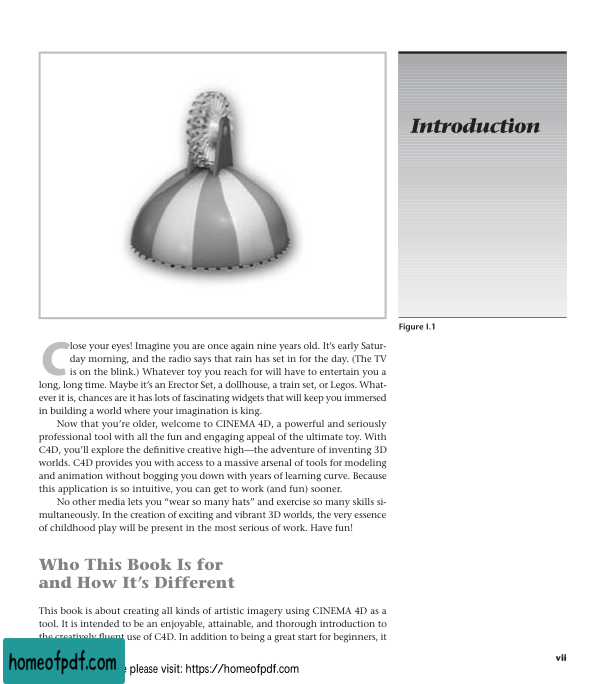 Introduction
Figure I.1
Close your eyes! Imagine you are once again nine years old. It's early Satur-
day morning, and the radio says that rain has set in for the day. (The TV
is on the blink.) Whatever toy you reach for will have to entertain you a
long, long time. Maybe it's an Erector Set, a dollhouse, a train set, or Legos. What-
ever it is, chances are it has lots of fascinating widgets that will keep you immersed
in building a world where your imagination is king.
Now that you're older, welcome to CINEMA 4D, a powerful and seriously
professional tool with all the fun and engaging appeal of the ultimate toy. With
C4D, you'll explore the definitive creative high—the adventure of inventing 3D
worlds. C4D provides you with access to a massive arsenal of tools for modeling
and animation without bogging you down with years of learning curve. Because
this application is so intuitive, you can get to work (and fun) sooner.
No other media lets you “wear so many hats” and exercise so many skills si-
multaneously. In the creation of exciting and vibrant 3D worlds, the very essence
of childhood play will be present in the most serious of work. Have fun!
Who This Book Is for
and How It's Different
This book is about creating all kinds of artistic imagery using CINEMA 4D as a
tool. It is intended to be an enjoyable, attainable, and thorough introduction to
the creatively fluent use of C4D. In addition to being a great start for beginners, it
vii
homeofpdf.com
please visit: https://homeofpdf.com